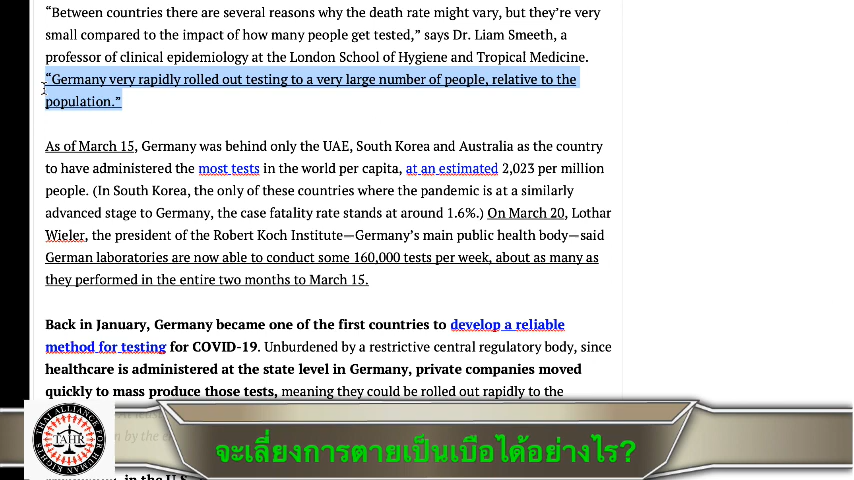 “Between countries there are several reasons why the death rate might vary, but they’re very
small compared to the impact of how many people get tested,” says Dr. Liam Smeeth, a
professor of clinical epidemiology at the London School of Hygiene and Tropical Medicine.
“Germany very rapidly rolled out testing to a very large number of people, relative to the
population.”
As of March 15, Germany was behind only the UAE, South Korea and Australia as the country
to have administered the most tests in the world per capita, at an estimated 2,023 per million
people. (In South Korea, the only of these countries where the pandemic is at a similarly
advanced stage to Germany, the case fatality rate stands at around 1.6%.) On March 20, Lothar
Wieler, the president of the Robert Koch Institute—Germany’s main public health body—said
German laboratories are now able to conduct some 160,000 tests per week, about as many as
they performed in the entire two months to March 15.
Back in January, Germany became one of the first countries to develop a reliable
method for testing for COVID-19. Unburdened by a restrictive central regulatory body, since
healthcare is administered at the state level in Germany, private companies moved
quickly to mass produce those tests, meaning they could be rolled out rapidly to the
THAI ALLIANCE FOR HUMAN RIGHTS
TAHR
จะเลี่ยงการตายเป็นเบือได้อย่างไร?
in the U.S.